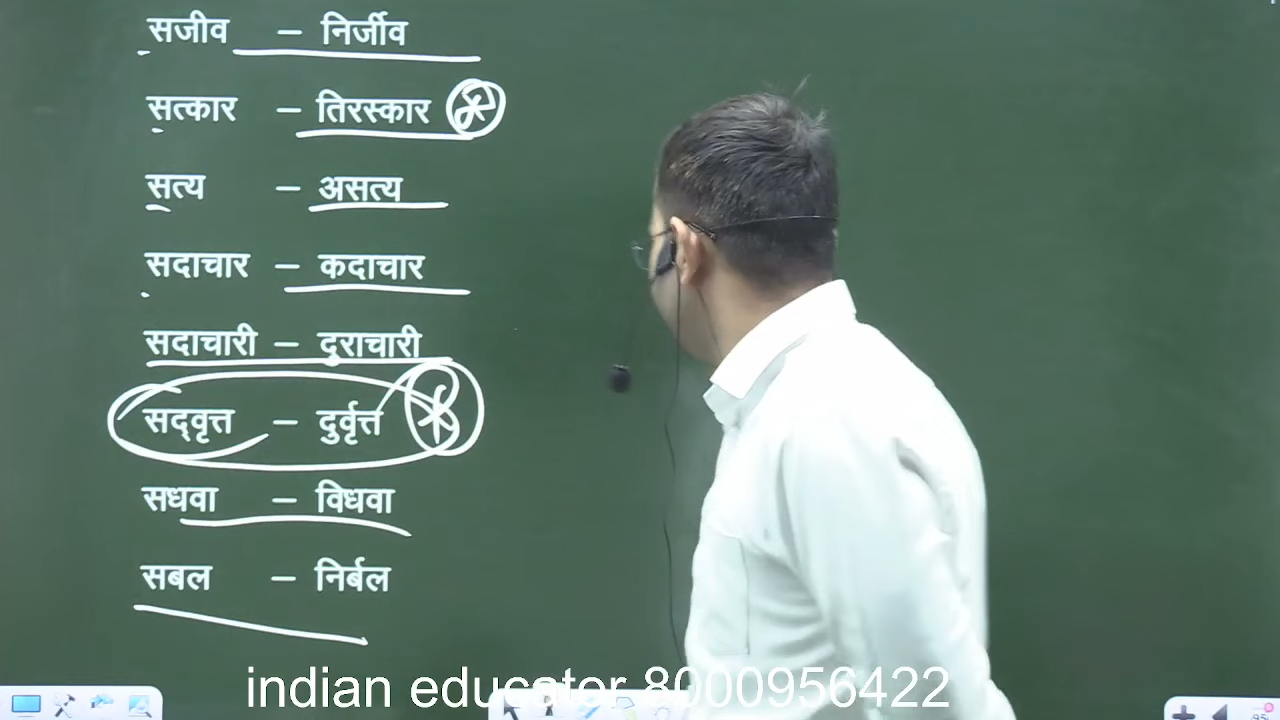 सजीव – निर्जीव
सत्कार – तिरस्कार
सत्य – असत्य
सदाचार – कदाचार
सदाचारी – दुराचारी
सद्‌वृत्त – दुर्वृत्त
सधवा – विधवा
सबल – निर्बल
indian educator 8000956422